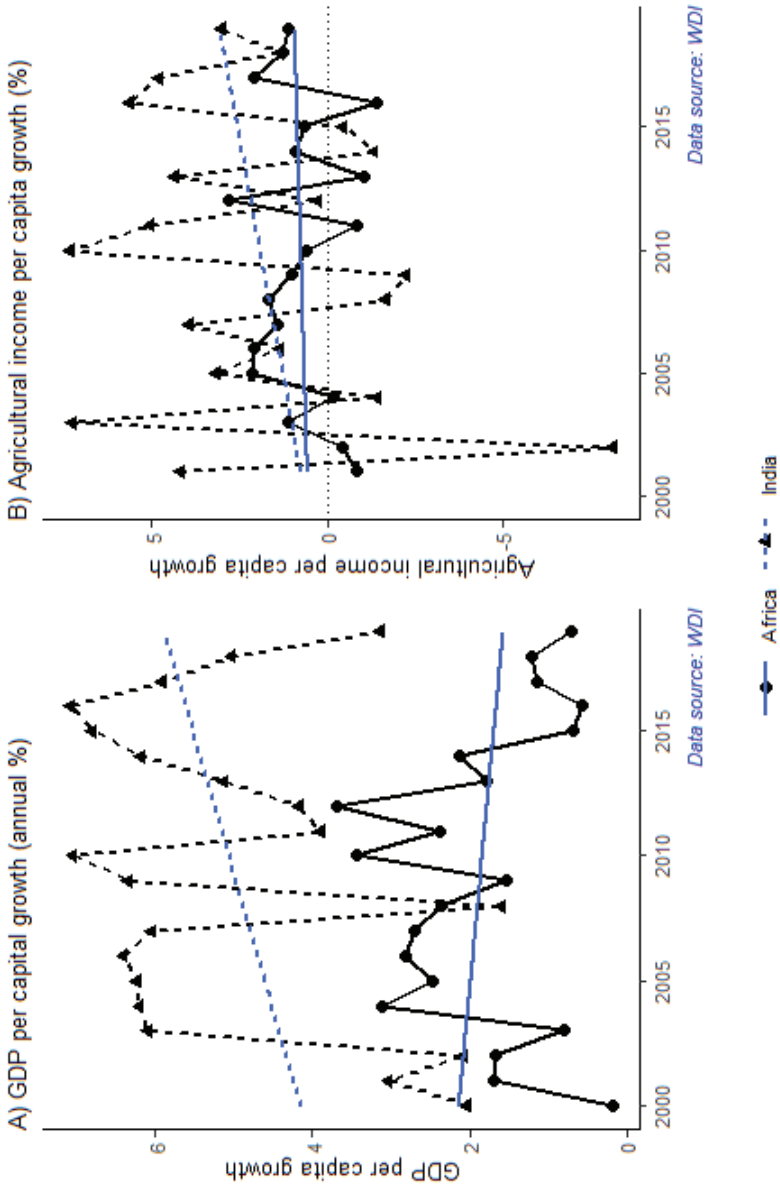 A) GDP per capital growth (annual %)
GDP per capita growth
6
4
2
0
2000
2005
2010
2015
Data source: WDI
B) Agricultural income per capita growth (%)
Agricultural income per capita growth
5
0
-5
2000
2005
2010
2015
Data source: WDI
Africa
India